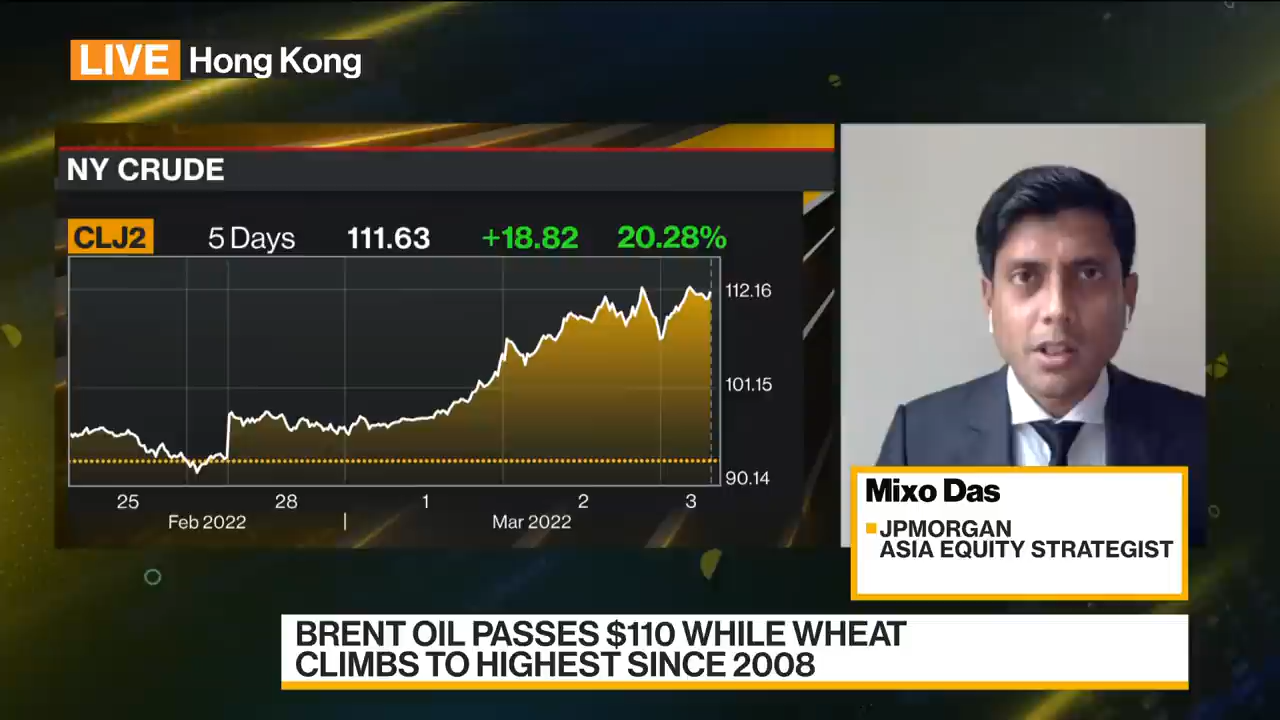 LIVE Hong Kong
NY CRUDE
CLJ2 5 Days 111.63 +18.82 20.28%
112.16
101.15
90.14
25 28 1 2 3
Feb 2022 | Mar 2022
Mixo Das
JPMORGAN
ASIA EQUITY STRATEGIST
BRENT OIL PASSES $110 WHILE WHEAT
CLIMBS TO HIGHEST SINCE 2008